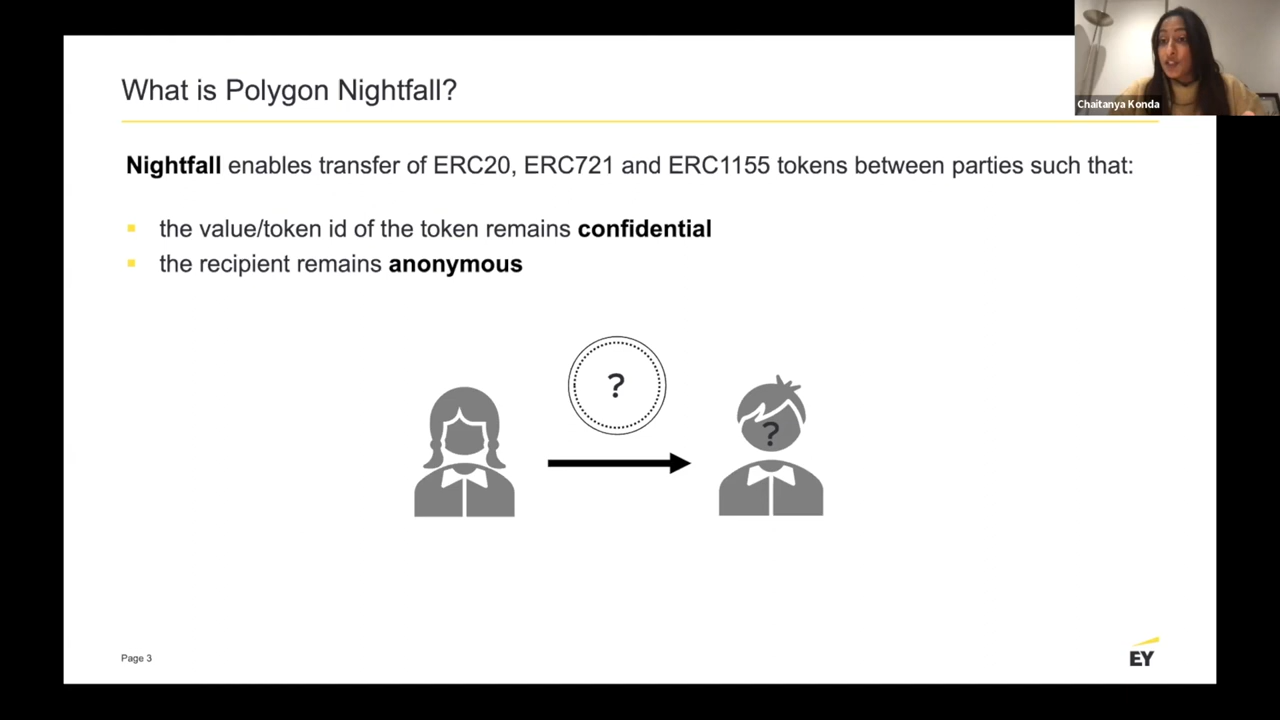 What is Polygon Nightfall?
Chaitanya Konda
Nightfall enables transfer of ERC20, ERC721 and ERC1155 tokens between parties such that:
the value/token id of the token remains confidential
the recipient remains anonymous
?
?
Page 3
EY